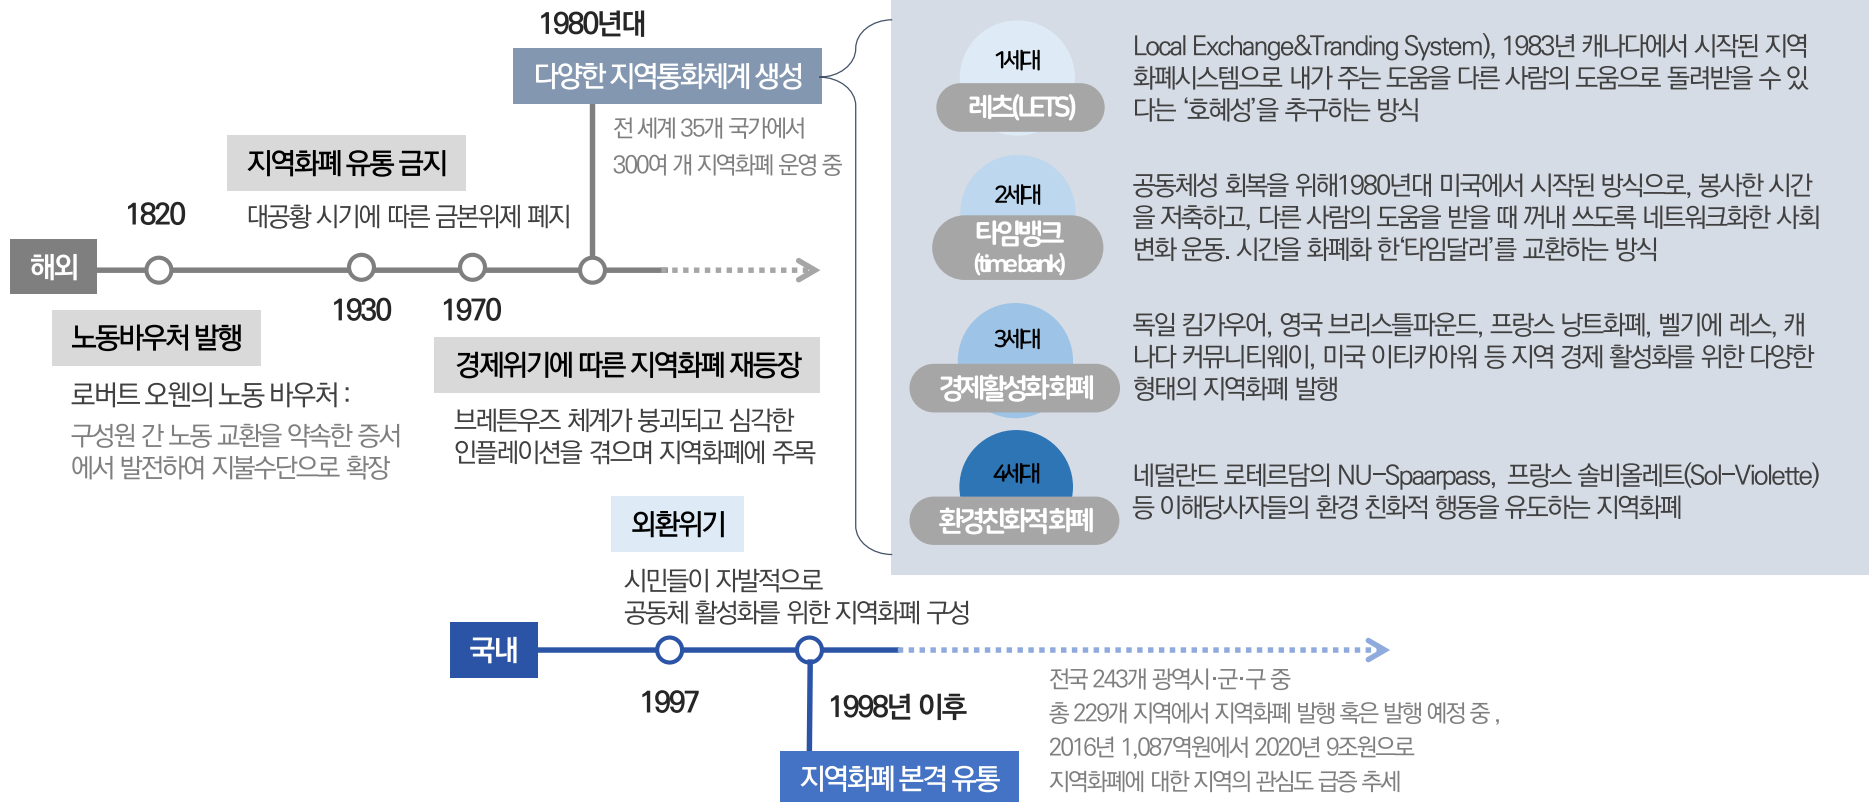 1980년대
다양한 지역통화체계 생성
전 세계 35개 국가에서
300여 개 지역화폐 운영 중
지역화폐 유통 금지
대공황 시기에 따른 금본위제 폐지
1820
해외
1930
1970
노동바우처 발행
로버트 오웬의 노동 바우처 :
구성원 간 노동 교환을 약속한 증서
에서 발전하여 지불수단으로 확장
경제위기에 따른 지역화폐 재등장
브레튼우즈 체계가 붕괴되고 심각한
인플레이션을 겪으며 지역화폐에 주목
1세대
레츠(LETS)
Local Exchange&Tranding System), 1983년 캐나다에서 시작된 지역
화폐시스템으로 내가 주는 도움을 다른 사람의 도움으로 돌려받을 수 있
다는 ‘호혜성’을 추구하는 방식
2세대
타임뱅크
(time bank)
공동체성 회복을 위해1980년대 미국에서 시작된 방식으로, 봉사한 시간
을 저축하고, 다른 사람의 도움을 받을 때 꺼내 쓰도록 네트워크화한 사회
변화 운동. 시간을 화폐화 한‘타임달러’를 교환하는 방식
3세대
경제활성화 화폐
독일 킴가우어, 영국 브리스틀파운드, 프랑스 낭트화폐, 벨기에 레스, 캐
나다 커뮤니티웨이, 미국 이티카아워 등 지역 경제 활성화를 위한 다양한
형태의 지역화폐 발행
4세대
환경친화적 화폐
네덜란드 로테르담의 NU-Spaarpass, 프랑스 솔비올레트(Sol-Violette)
등 이해당사자들의 환경 친화적 행동을 유도하는 지역화폐
외환위기
시민들이 자발적으로
공동체 활성화를 위한 지역화폐 구성
국내
1997
1998년 이후
지역화폐 본격 유통
전국 243개 광역시·군·구 중
총 229개 지역에서 지역화폐 발행 혹은 발행 예정 중 ,
2016년 1,087억원에서 2020년 9조원으로
지역화폐에 대한 지역의 관심도 급증 추세